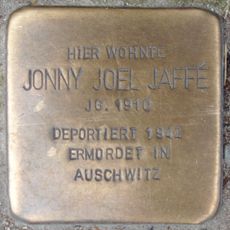 HIER WOHNTE
JONNY JOEL JAFFÉ
JG. 1910
DEPORTIERT 1942
ERMORDET IN
AUSCHWITZ